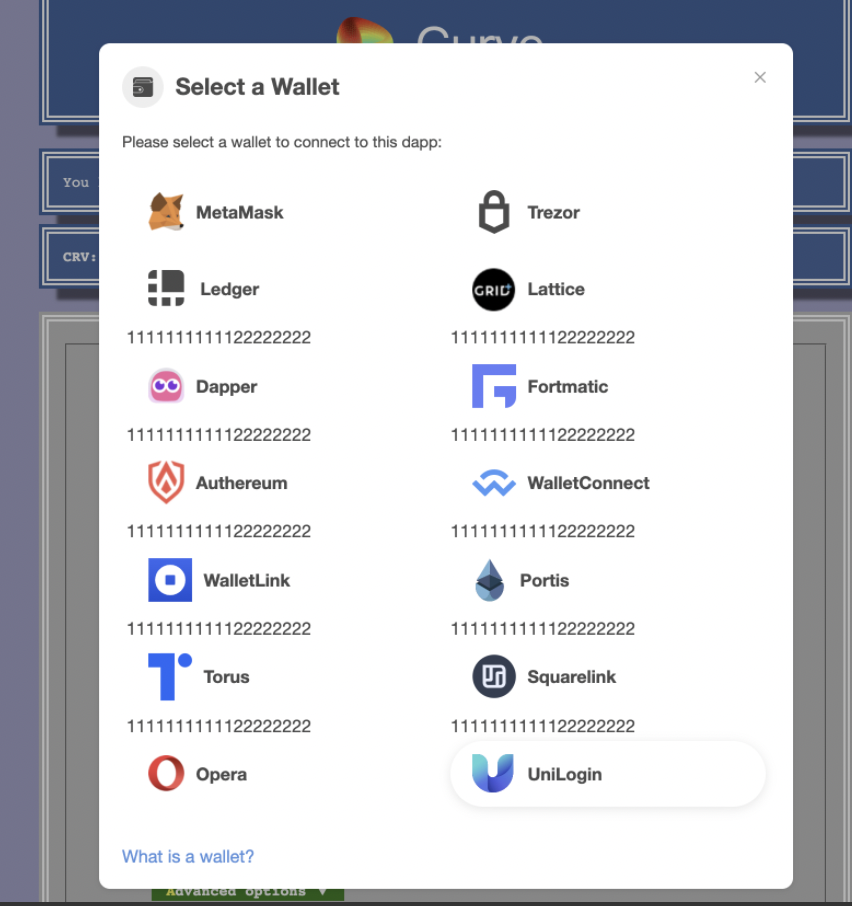 Curve
Select a Wallet
Please select a wallet to connect to this dapp:
You
CRV:
MetaMask
Trezor
Ledger
Lattice
GRID+
1111111111122222222
1111111111122222222
Dapper
Fortmatic
1111111111122222222
1111111111122222222
Authereum
WalletConnect
1111111111122222222
1111111111122222222
WalletLink
Portis
1111111111122222222
1111111111122222222
Torus
Squarelink
1111111111122222222
1111111111122222222
Opera
UniLogin
What is a wallet?
Advanced options ▼